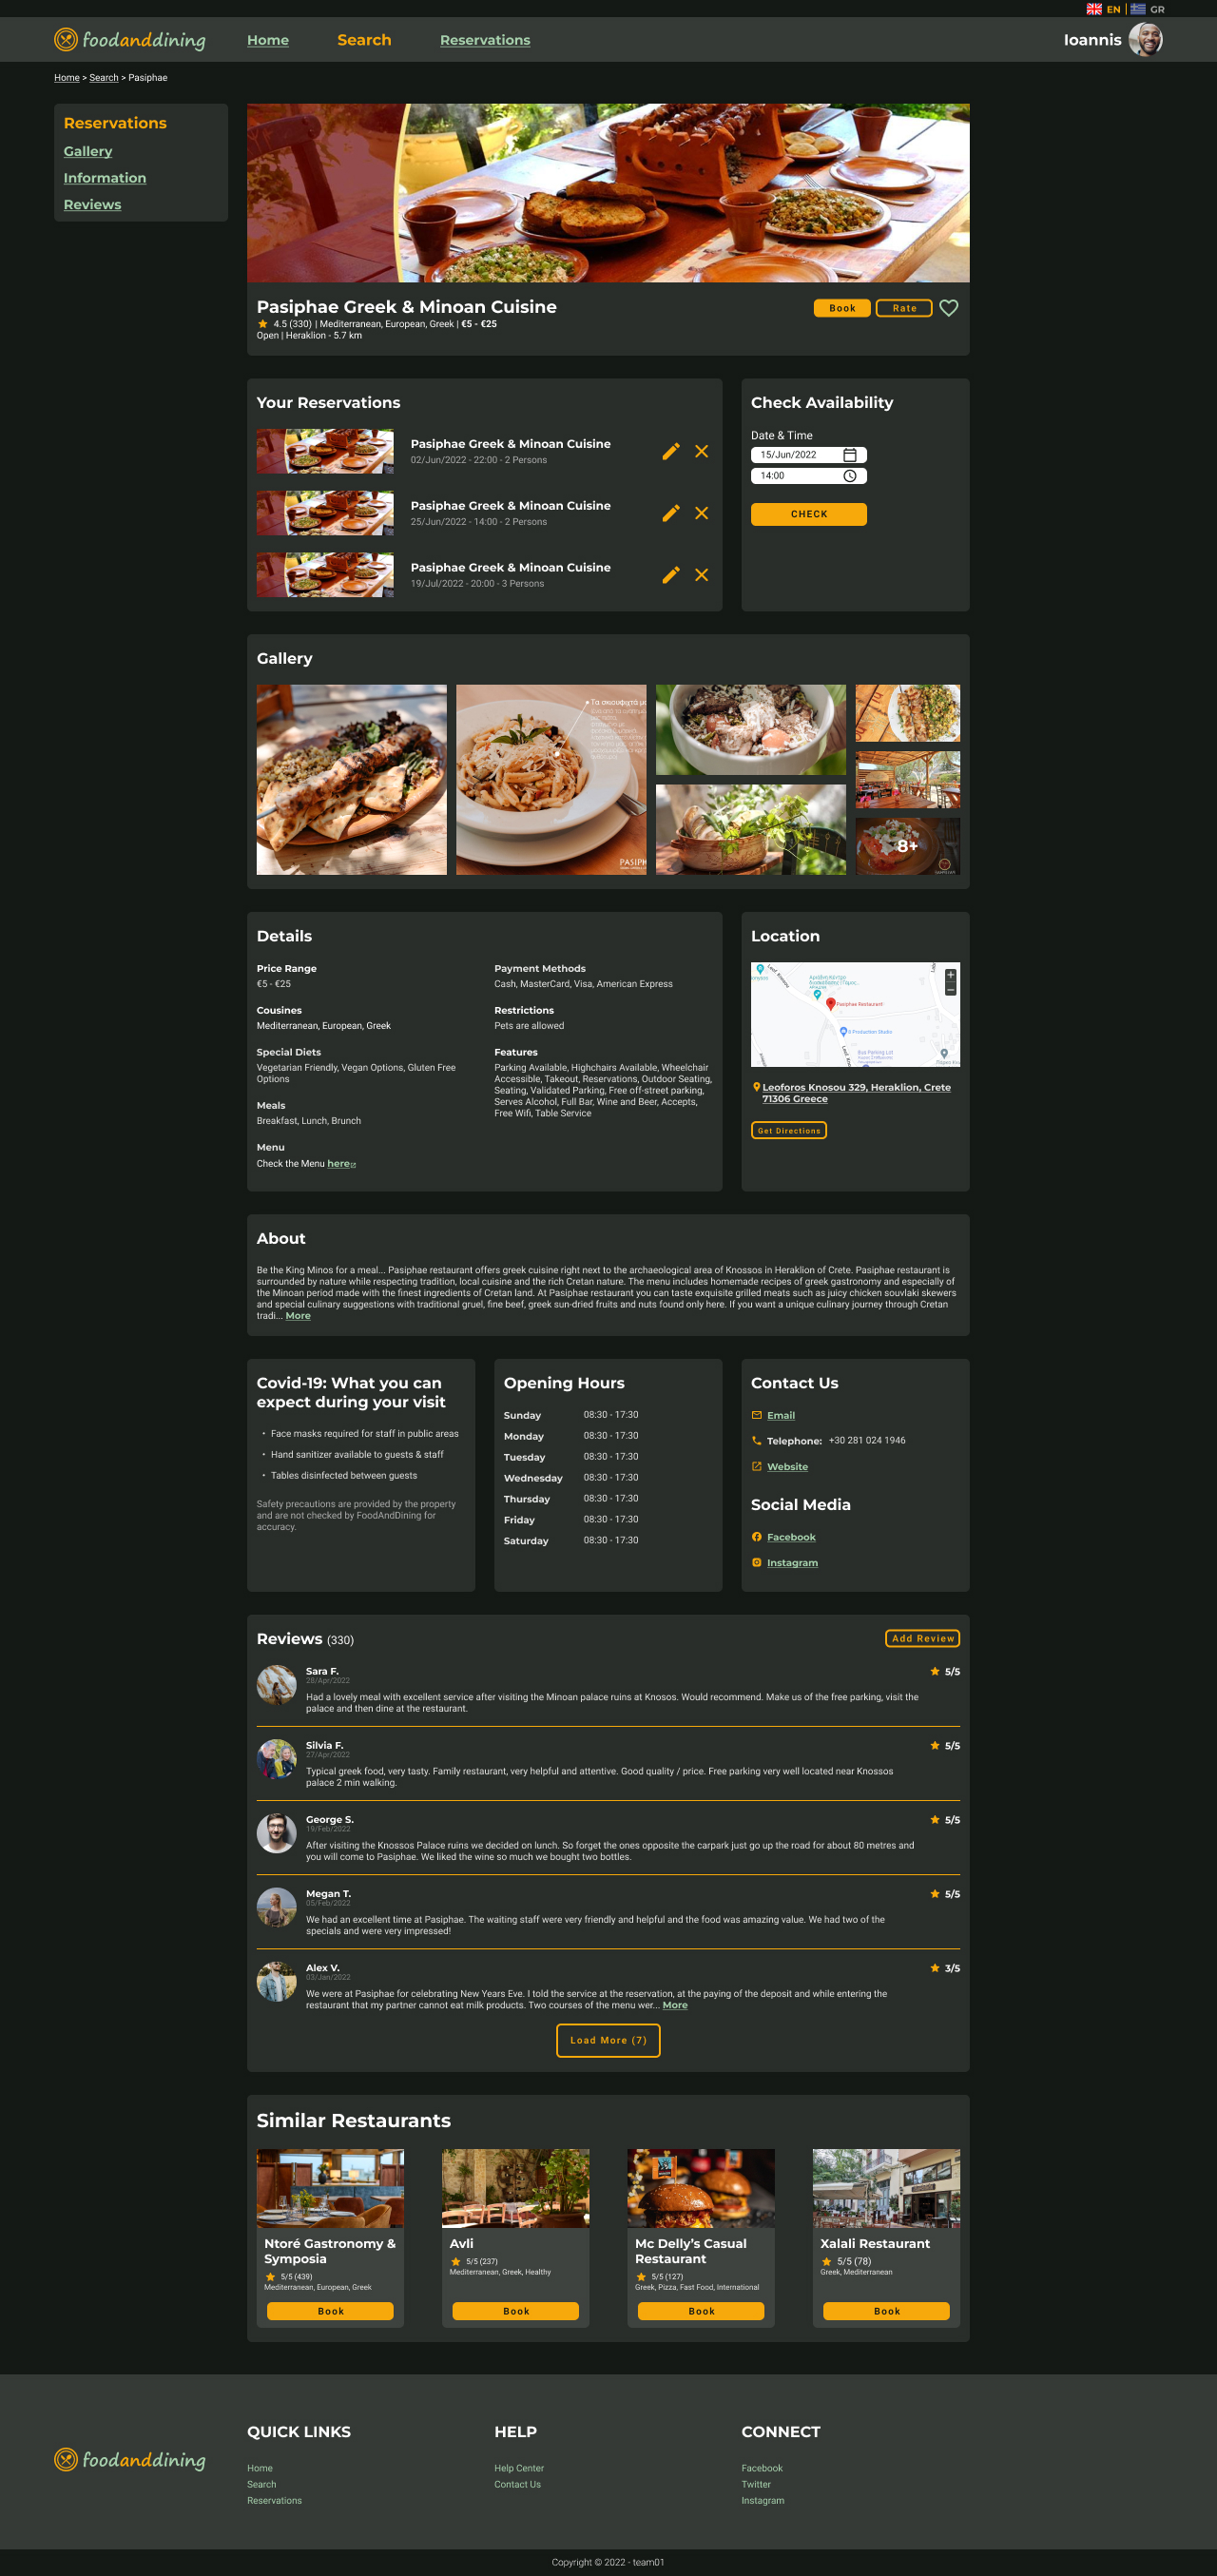 EN | GR
foodanddining
Home
Search
Reservations
Ioannis
Home > Search > Pasiphae
Reservations
Gallery
Information
Reviews
Pasiphae Greek & Minoan Cuisine
4.5 (330) | Mediterranean, European, Greek | €5 - €25
Open | Heraklion - 5.7 km
Book
Rate
Your Reservations
Pasiphae Greek & Minoan Cuisine
02/Jun/2022 - 22:00 - 2 Persons
Pasiphae Greek & Minoan Cuisine
25/Jun/2022 - 14:00 - 2 Persons
Pasiphae Greek & Minoan Cuisine
19/Jul/2022 - 20:00 - 3 Persons
Check Availability
Date & Time
15/Jun/2022
14:00
CHECK
Gallery
Τα σκιουφιχτά μα
PASIPH
8+
Details
Price Range
€5 - €25
Cousines
Mediterranean, European, Greek
Special Diets
Vegetarian Friendly, Vegan Options, Gluten Free
Options
Meals
Breakfast, Lunch, Brunch
Menu
Check the Menu here
Payment Methods
Cash, MasterCard, Visa, American Express
Restrictions
Pets are allowed
Features
Parking Available, Highchairs Available, Wheelchair
Accessible, Takeout, Reservations, Outdoor Seating,
Seating, Validated Parking, Free off-street parking,
Serves Alcohol, Full Bar, Wine and Beer, Accepts,
Free Wifi, Table Service
Location
Pasiphae Restaurant
Production Studio
Bus Parking Lot
Leoforos Knosou 329, Heraklion, Crete
71306 Greece
Get Directions
About
Be the King Minos for a meal... Pasiphae restaurant offers greek cuisine right next to the archaeological area of Knossos in Heraklion of Crete. Pasiphae restaurant is
surrounded by nature while respecting tradition, local cuisine and the rich Cretan nature. The menu includes homemade recipes of greek gastronomy and especially of
the Minoan period made with the finest ingredients of Cretan land. At Pasiphae restaurant you can taste exquisite grilled meats such as juicy chicken souvlaki skewers
and special culinary suggestions with traditional gruel, fine beef, greek sun-dried fruits and nuts found only here. If you want a unique culinary journey through Cretan
tradi... More
Covid-19: What you can
expect during your visit
• Face masks required for staff in public areas
• Hand sanitizer available to guests & staff
• Tables disinfected between guests
Safety precautions are provided by the property
and are not checked by FoodAndDining for
accuracy.
Opening Hours
Sunday 08:30 - 17:30
Monday 08:30 - 17:30
Tuesday 08:30 - 17:30
Wednesday 08:30 - 17:30
Thursday 08:30 - 17:30
Friday 08:30 - 17:30
Saturday 08:30 - 17:30
Contact Us
Email
Telephone: +30 281 024 1946
Website
Social Media
Facebook
Instagram
Reviews (330)
Add Review
Sara F.
5/5
28/Apr/2022
Had a lovely meal with excellent service after visiting the Minoan palace ruins at Knosos. Would recommend. Make us of the free parking, visit the
palace and then dine at the restaurant.
Silvia F.
5/5
27/Apr/2022
Typical greek food, very tasty. Family restaurant, very helpful and attentive. Good quality / price. Free parking very well located near Knossos
palace 2 min walking.
George S.
5/5
19/Feb/2022
After visiting the Knossos Palace ruins we decided on lunch. So forget the ones opposite the carpark just go up the road for about 80 metres and
you will come to Pasiphae. We liked the wine so much we bought two bottles.
Megan T.
5/5
05/Feb/2022
We had an excellent time at Pasiphae. The waiting staff were very friendly and helpful and the food was amazing value. We had two of the
specials and were very impressed!
Alex V.
3/5
03/Jan/2022
We were at Pasiphae for celebrating New Years Eve. I told the service at the reservation, at the paying of the deposit and while entering the
restaurant that my partner cannot eat milk products. Two courses of the menu wer... More
Load More (7)
Similar Restaurants
Ntoré Gastronomy &
Symposia
5/5 (439)
Mediterranean, European, Greek
Book
Avli
5/5 (237)
Mediterranean, Greek, Healthy
Book
Mc Delly's Casual
Restaurant
5/5 (127)
Greek, Pizza, Fast Food, International
Book
Xalali Restaurant
5/5 (78)
Greek, Mediterranean
Book
foodanddining
QUICK LINKS
Home
Search
Reservations
HELP
Help Center
Contact Us
CONNECT
Facebook
Twitter
Instagram
Copyright © 2022 - team01